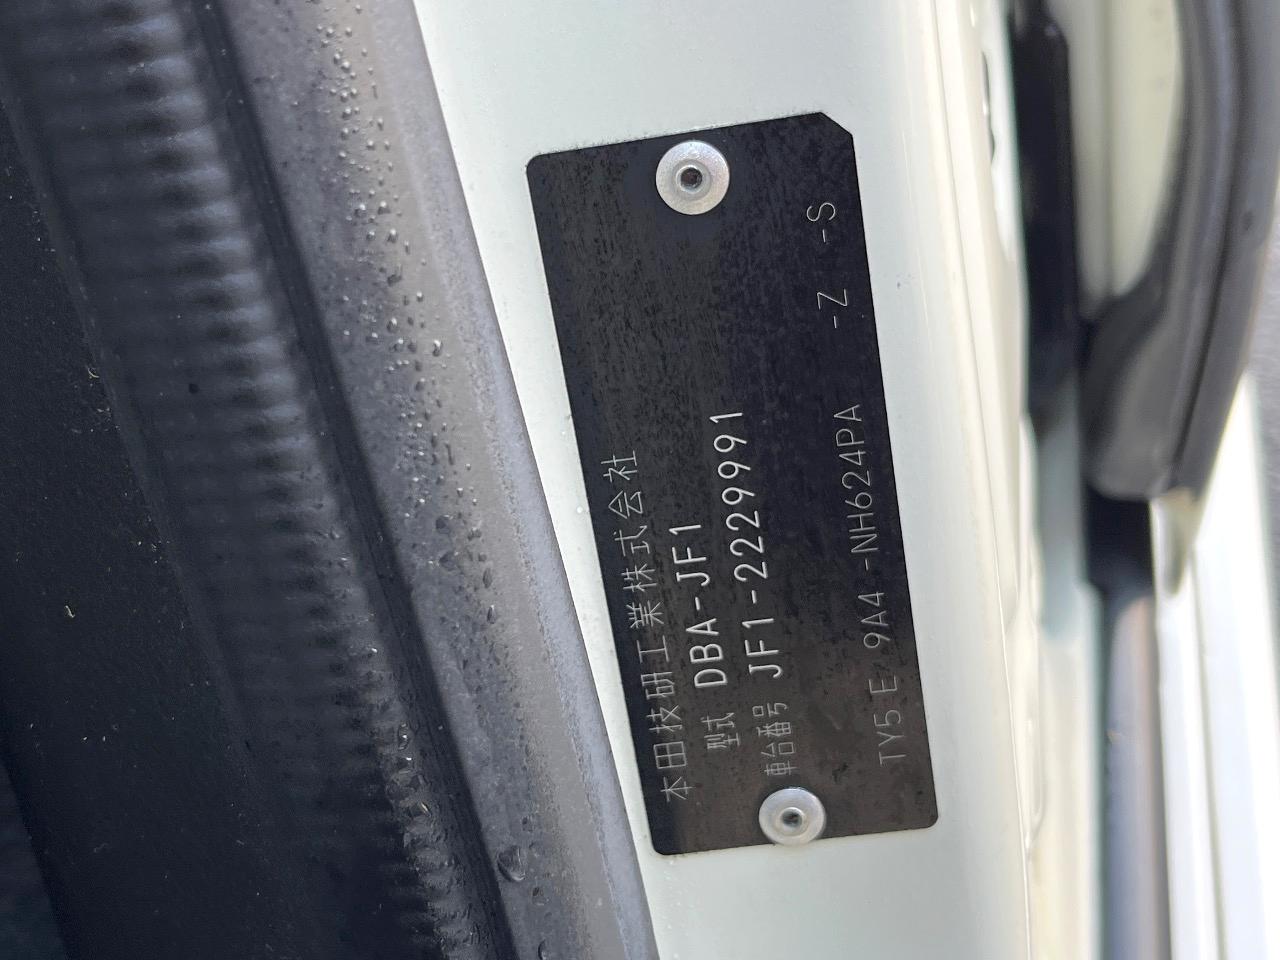 本田技研工業株式会社
型式 DBA-JF1
車台番号 JF1-2229991
TY5 E 9A4 -NH624PA -Z -S